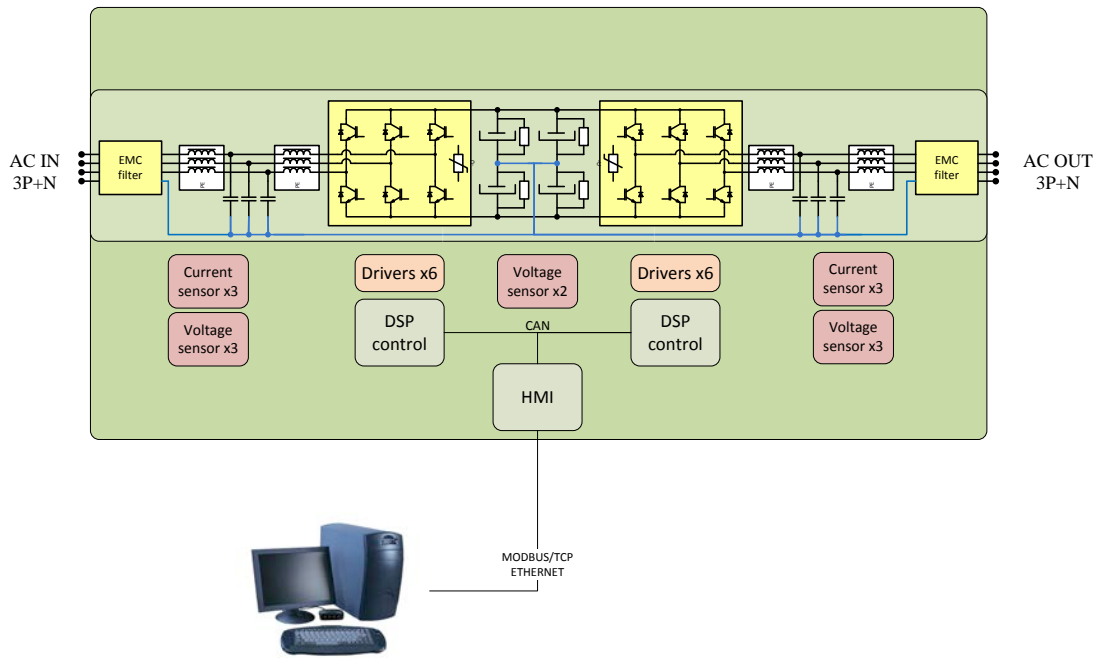 AC IN
3P+N
EMC
filter
EMC
filter
AC OUT
3P+N
Current
sensor x3
Voltage
sensor x3
Drivers x6
DSP
control
Voltage
sensor x2
CAN
Drivers x6
DSP
control
Current
sensor x3
Voltage
sensor x3
HMI
MODBUS/TCP
ETHERNET